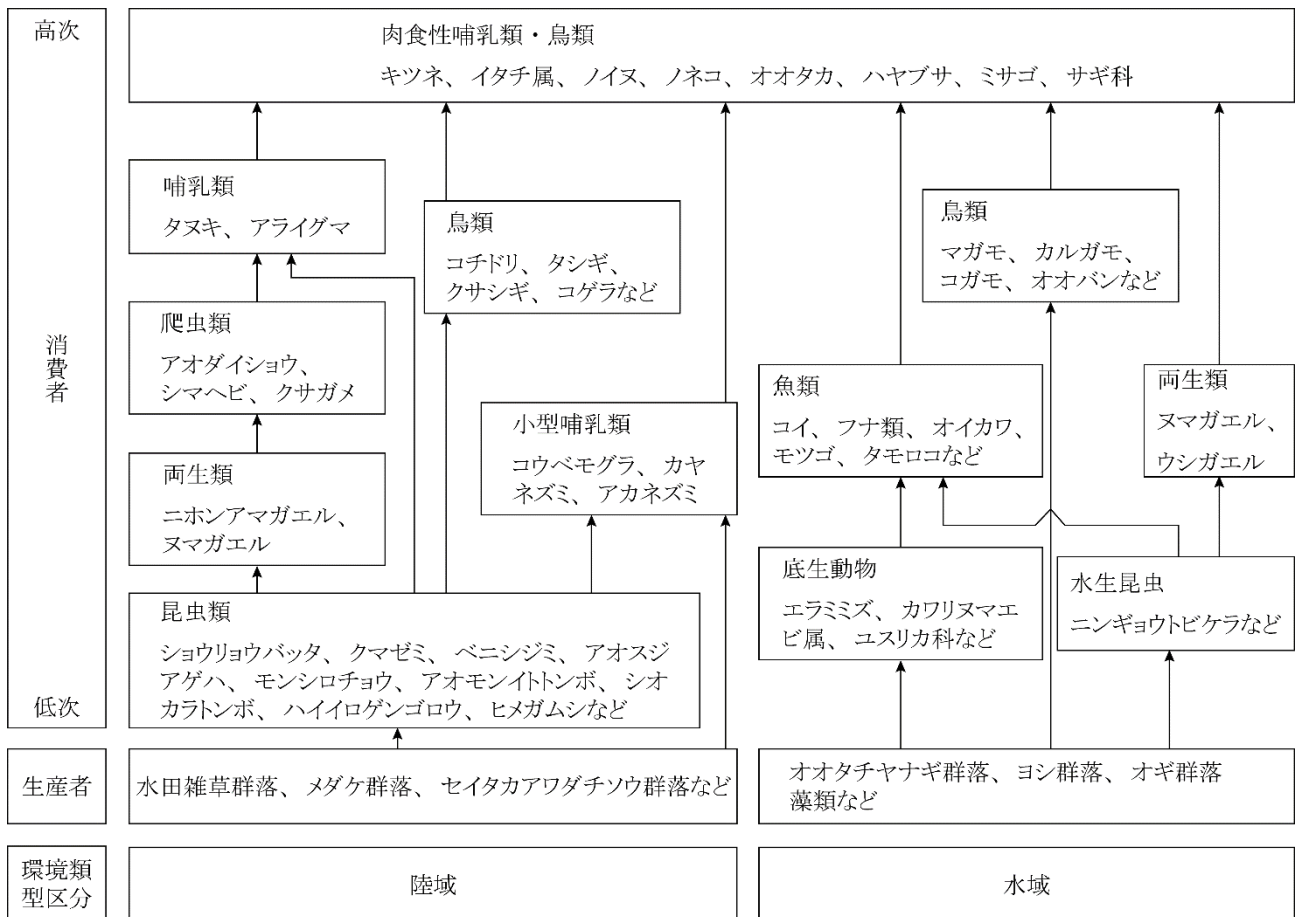 高次
肉食性哺乳類・鳥類
キツネ、イタチ属、ノイヌ、ノネコ、オオタカ、ハヤブサ、ミサゴ、サギ科
哺乳類
タヌキ、アライグマ
鳥類
コチドリ、タシギ、
クサシギ、コゲラなど
鳥類
マガモ、カルガモ、
コガモ、オオバンなど
消費者
爬虫類
アオダイショウ、
シマヘビ、クサガメ
小型哺乳類
コウベモグラ、カヤ
ネズミ、アカネズミ
魚類
コイ、フナ類、オイカワ、
モツゴ、タモロコなど
両生類
ヌマガエル、
ウシガエル
両生類
ニホンアマガエル、
ヌマガエル
底生動物
エラミミズ、カワリヌマエ
ビ属、ユスリカ科など
水生昆虫
ニンギョウトビケラなど
昆虫類
ショウリョウバッタ、クマゼミ、ベニシジミ、アオスジ
アゲハ、モンシロチョウ、アオモンイトトンボ、シオ
カラトンボ、ハイイロゲンゴロウ、ヒメガムシなど
低次
生産者
水田雑草群落、メダケ群落、セイタカアワダチソウ群落など
オオタチヤナギ群落、ヨシ群落、オギ群落
藻類など
環境類
型区分
陸域
水域